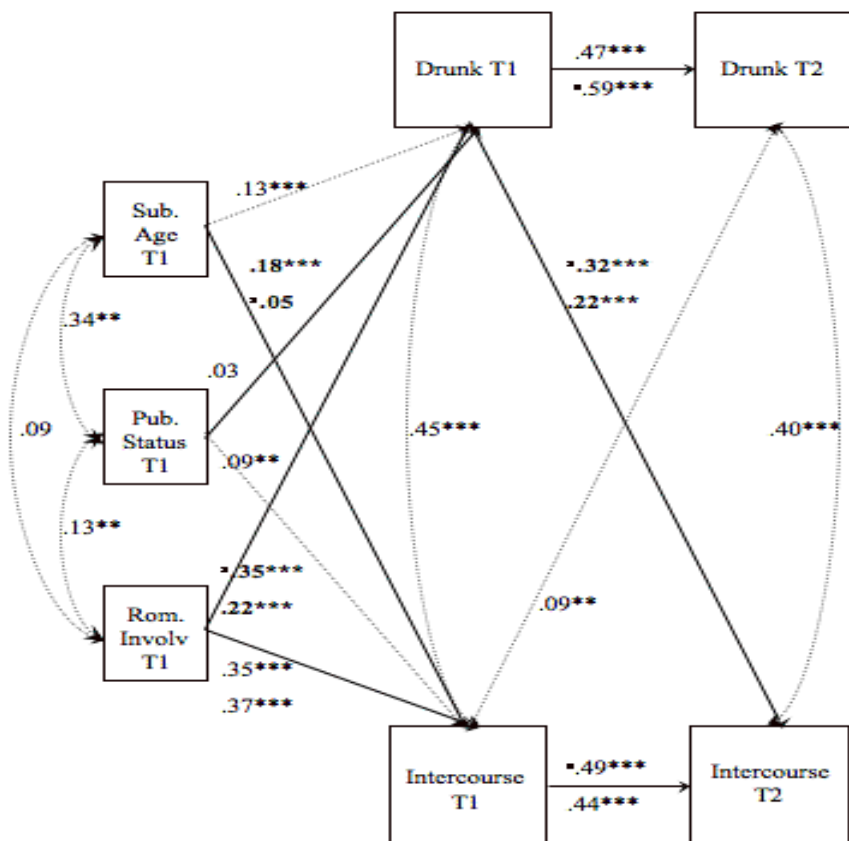 .47***
Drunk T1
Drunk T2
▪.59***
.13***
Sub.
Age
T1
.18***
▪.05
▪.32***
.22***
.34**
.03
Pub.
Status
T1
.09
.45***
.40***
.09**
.13**
▪.35***
.22***
.09**
Rom.
Involv
T1
.35***
.37***
Intercourse
T1
▪.49***
.44***
Intercourse
T2